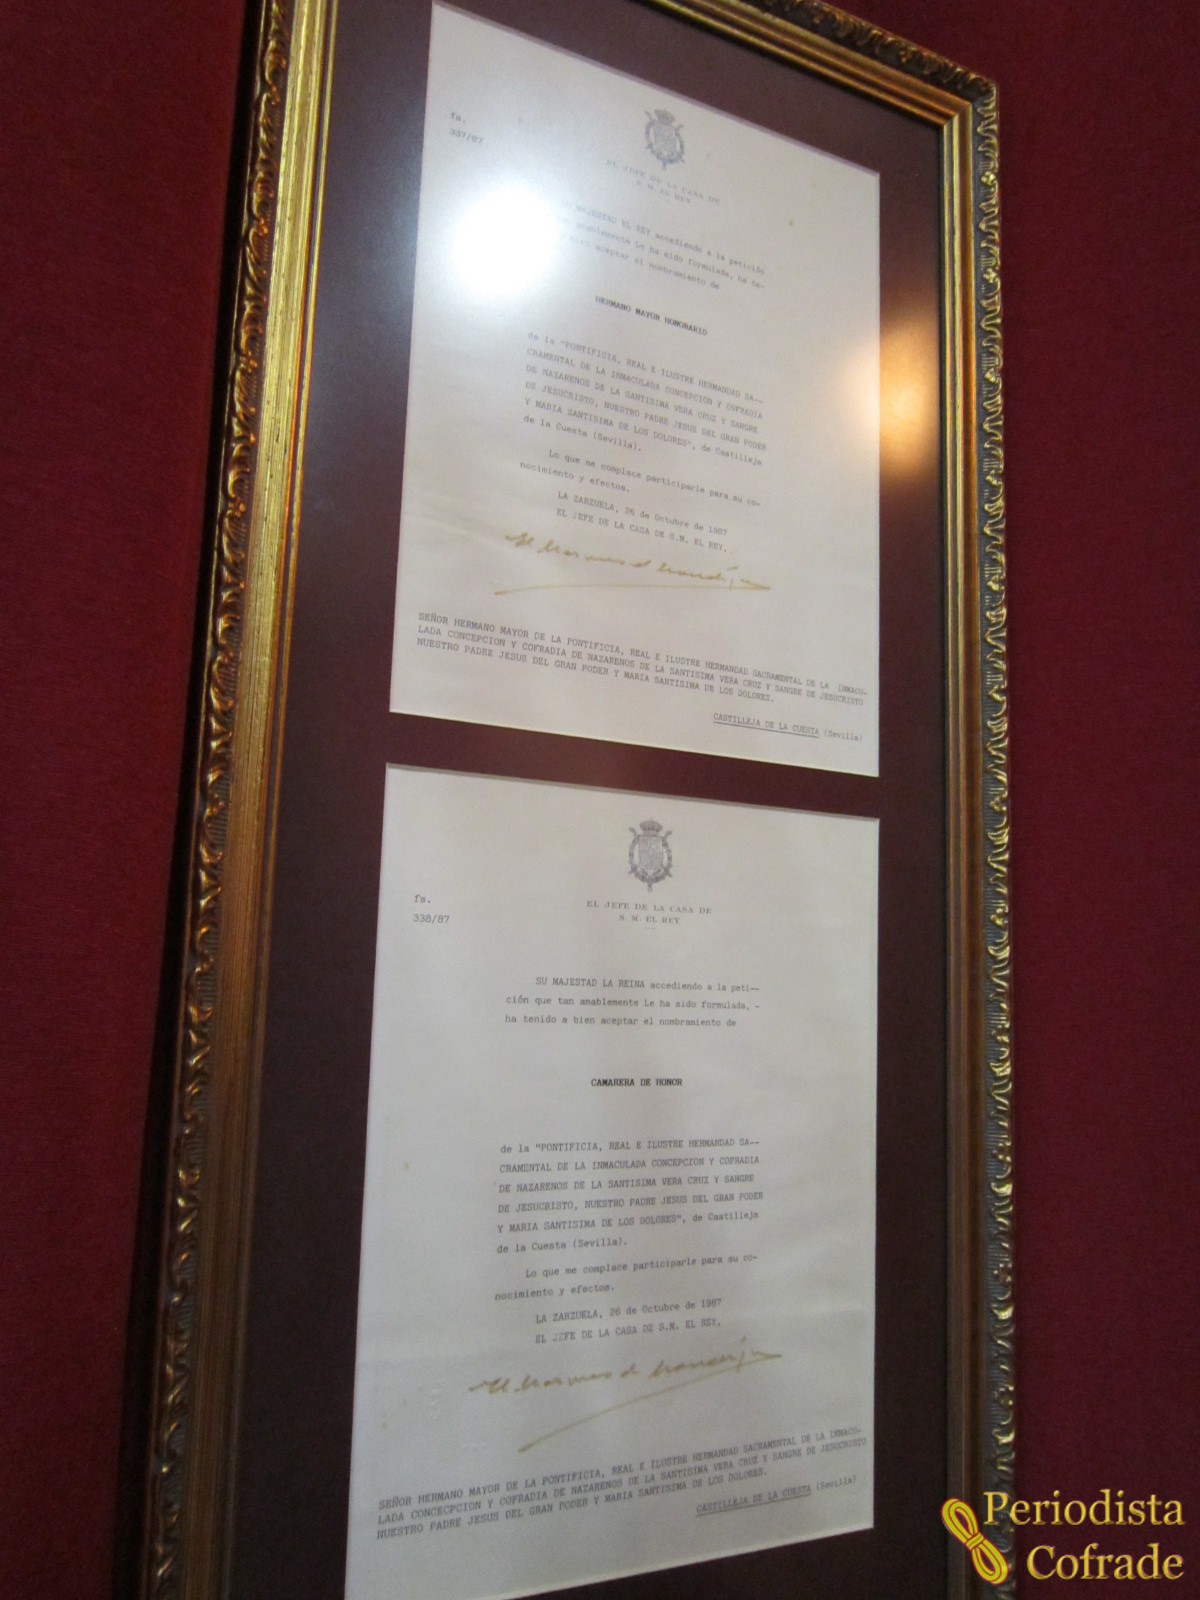 fs.
337/87
EL JEFE DE LA CASA DE
S. M. EL REY
MAJESTAD EL REY accediendo a la petición
amablemente Le ha sido formulada, ha te-
bien aceptar el nombramiento de
HERMANO MAYOR HONORARIO
de la "PONTIFICIA, REAL E ILUSTRE HERMANDAD SA--
CRAMENTAL DE LA INMACULADA CONCEPCION Y COFRADIA
DE NAZARENOS DE LA SANTISIMA VERA CRUZ Y SANGRE
DE JESUCRISTO, NUESTRO PADRE JESUS DEL GRAN PODER
Y MARIA SANTISIMA DE LOS DOLORES", de Castilleja
de la Cuesta (Sevilla).
Lo que me complace participarle para su co-
nocimiento y efectos.
LA ZARZUELA, 26 de Octubre de 1987
EL JEFE DE LA CASA DE S.M. EL REY,
SEÑOR HERMANO MAYOR DE LA PONTIFICIA, REAL E ILUSTRE HERMANDAD SACRAMENTAL DE LA INMACU-
LADA CONCEPCION Y COFRADIA DE NAZARENOS DE LA SANTISIMA VERA CRUZ Y SANGRE DE JESUCRISTO
NUESTRO PADRE JESUS DEL GRAN PODER Y MARIA SANTISIMA DE LOS DOLORES.
CASTILLEJA DE LA CUESTA (Sevilla)
fs.
338/87
EL JEFE DE LA CASA DE
S. M. EL REY
SU MAJESTAD LA REINA accediendo a la peti--
ción que tan amablemente Le ha sido formulada, -
ha tenido a bien aceptar el nombramiento de
CAMARERA DE HONOR
de la "PONTIFICIA, REAL E ILUSTRE HERMANDAD SA--
CRAMENTAL DE LA INMACULADA CONCEPCION Y COFRADIA
DE NAZARENOS DE LA SANTISIMA VERA CRUZ Y SANGRE
DE JESUCRISTO, NUESTRO PADRE JESUS DEL GRAN PODER
Y MARIA SANTISIMA DE LOS DOLORES", de Castilleja
de la Cuesta (Sevilla).
Lo que me complace participarle para su co-
nocimiento y efectos.
LA ZARZUELA, 26 de Octubre de 1987
EL JEFE DE LA CASA DE S.M. EL REY,
SEÑOR HERMANO MAYOR DE LA PONTIFICIA, REAL E ILUSTRE HERMANDAD SACRAMENTAL DE LA INMACU-
LADA CONCECPCION Y COFRADIA DE NAZARENOS DE LA SANTISIMA VERA CRUZ Y SANGRE DE JESUCRISTO
NUESTRO PADRE JESUS DEL GRAN PODER Y MARIA SANTISIMA DE LOS DOLORES.
CASTILLEJA DE LA CUESTA (Sevilla)
Periodista
Cofrade